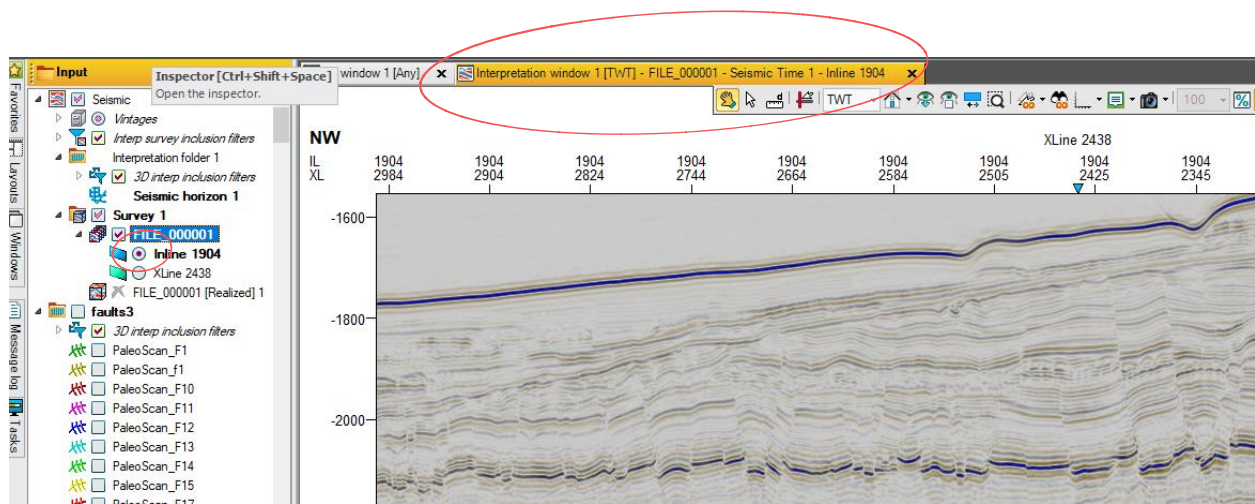 Favorites
Layouts
Windows
Message log
Tasks
Input
Inspector [Ctrl+Shift+Space]
Open the inspector.
Seismic
Vintages
Interp survey inclusion filters
Interpretation folder 1
3D interp inclusion filters
Seismic horizon 1
Survey 1
FILE_000001
Inline 1904
XLine 2438
FILE_000001 [Realized] 1
faults3
3D interp inclusion filters
PaleoScan_F1
PaleoScan_f1
PaleoScan_F10
PaleoScan_F11
PaleoScan_F12
PaleoScan_F13
PaleoScan_F14
PaleoScan_F15
PaleoScan_F17
window 1 [Any]
Interpretation window 1 [TWT] - FILE_000001 - Seismic Time 1 - Inline 1904
TWT
100
%
NW
XLine 2438
IL 1904 1904 1904 1904 1904 1904 1904 1904 1904
XL 2984 2904 2824 2744 2664 2584 2505 2425 2345
-1600
-1800
-2000